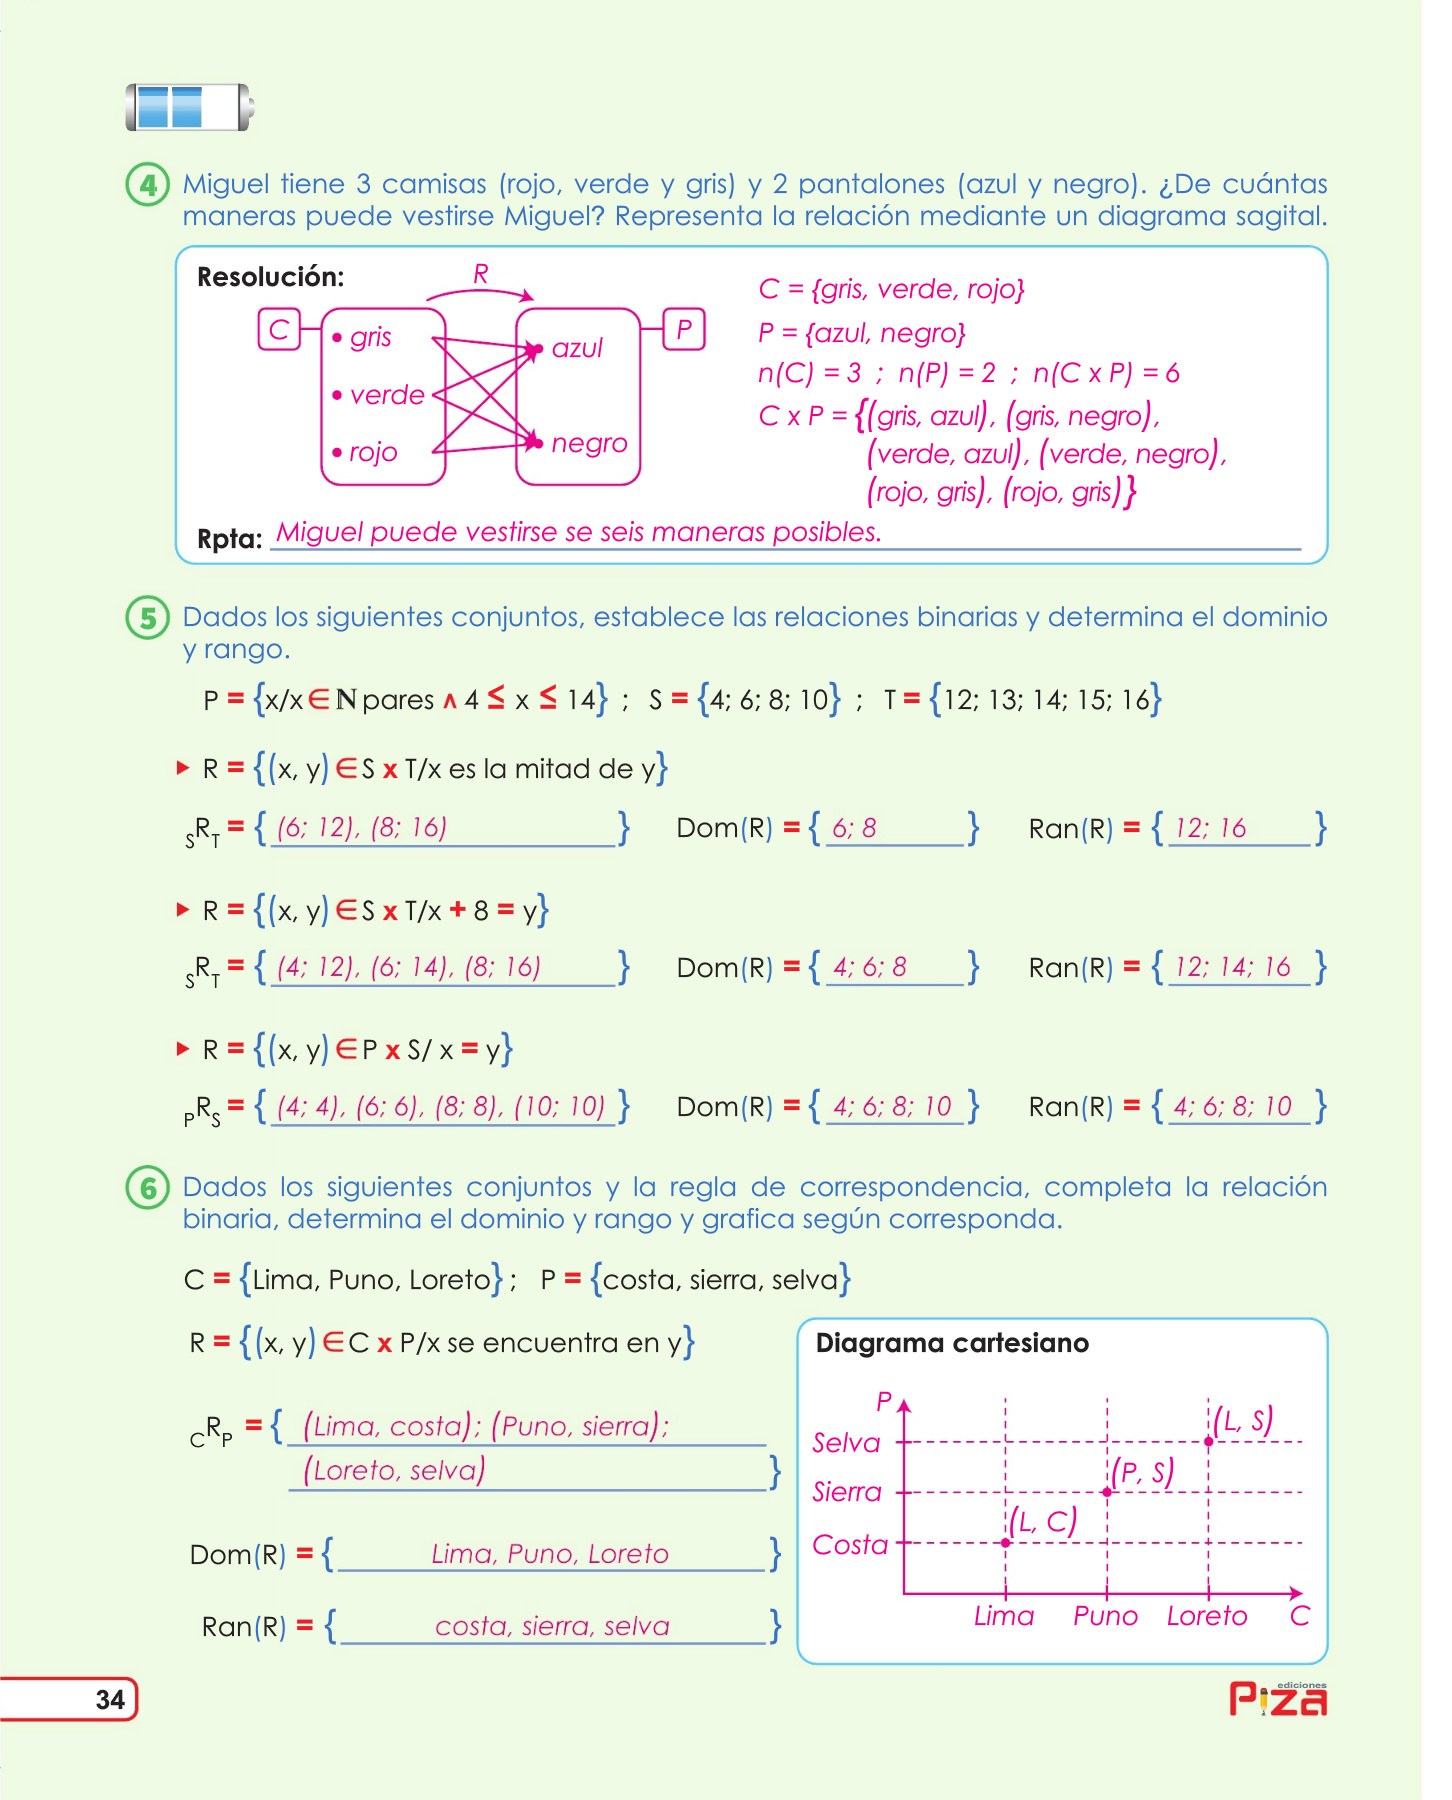 4 Miguel tiene 3 camisas (rojo, verde y gris) y 2 pantalones (azul y negro). ¿De cuántas
maneras puede vestirse Miguel? Representa la relación mediante un diagrama sagital.
Resolución:
R
C
• gris
• verde
• rojo
• azul
• negro
P
C = {gris, verde, rojo}
P = {azul, negro}
n(C) = 3 ; n(P) = 2 ; n(C x P) = 6
C x P = {(gris, azul), (gris, negro),
(verde, azul), (verde, negro),
(rojo, gris), (rojo, gris)}
Rpta: Miguel puede vestirse se seis maneras posibles.
5 Dados los siguientes conjuntos, establece las relaciones binarias y determina el dominio
y rango.
P = {x/x ∈ ℕ pares ∧ 4 ≤ x ≤ 14} ; S = {4; 6; 8; 10} ; T = {12; 13; 14; 15; 16}
▸ R = {(x, y) ∈ S x T/x es la mitad de y}
SRT = { (6; 12), (8; 16) } Dom(R) = { 6; 8 } Ran(R) = { 12; 16 }
▸ R = {(x, y) ∈ S x T/x + 8 = y}
SRT = { (4; 12), (6; 14), (8; 16) } Dom(R) = { 4; 6; 8 } Ran(R) = { 12; 14; 16 }
▸ R = {(x, y) ∈ P x S/ x = y}
PRS = { (4; 4), (6; 6), (8; 8), (10; 10) } Dom(R) = { 4; 6; 8; 10 } Ran(R) = { 4; 6; 8; 10 }
6 Dados los siguientes conjuntos y la regla de correspondencia, completa la relación
binaria, determina el dominio y rango y grafica según corresponda.
C = {Lima, Puno, Loreto} ; P = {costa, sierra, selva}
R = {(x, y) ∈ C x P/x se encuentra en y}
CRP = { (Lima, costa); (Puno, sierra);
(Loreto, selva) }
Dom(R) = { Lima, Puno, Loreto }
Ran(R) = { costa, sierra, selva }
Diagrama cartesiano
P
Selva
(L, S)
Sierra
(P, S)
Costa
(L, C)
Lima Puno Loreto C
34
ediciones
Piza